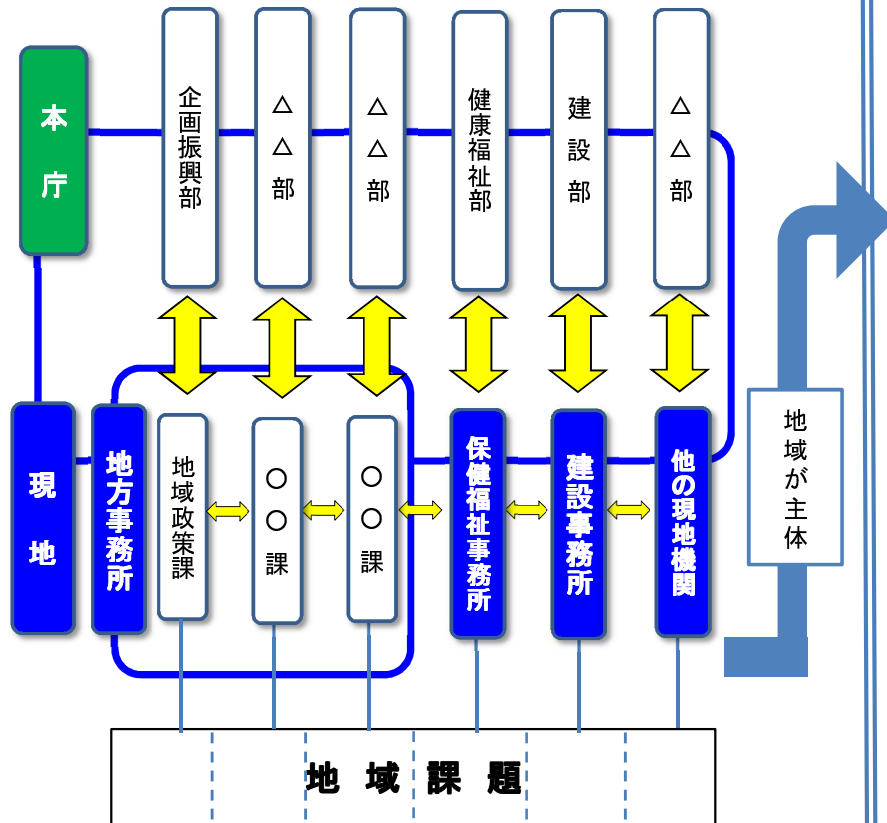 本庁
企画振興部
△△部
△△部
健康福祉部
建設部
△△部
現地
地方事務所
地域政策課
○○課
○○課
保健福祉事務所
建設事務所
他の現地機関
地域が主体
地域課題